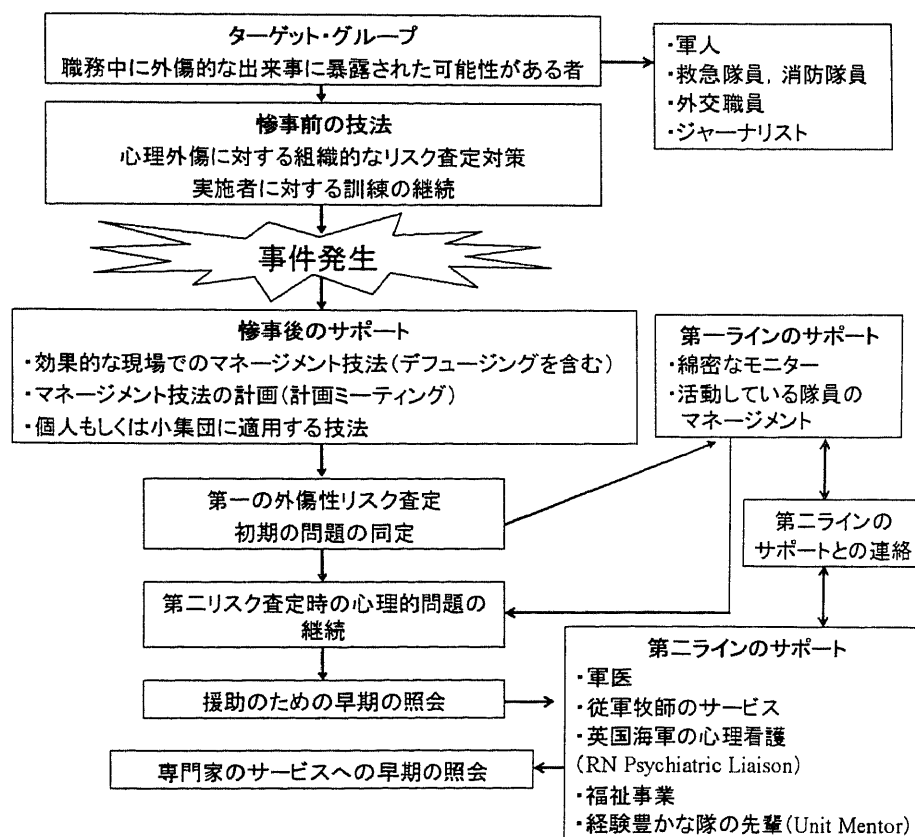 ターゲット・グループ
職務中に外傷的な出来事に暴露された可能性がある者
・軍人
・救急隊員, 消防隊員
・外交職員
・ジャーナリスト
惨事前の技法
心理外傷に対する組織的なリスク査定対策
実施者に対する訓練の継続
事件発生
惨事後のサポート
・効果的な現場でのマネージメント技法(デフュージングを含む)
・マネージメント技法の計画(計画ミーティング)
・個人もしくは小集団に適用する技法
第一ラインのサポート
・綿密なモニター
・活動している隊員の
マネージメント
第一の外傷性リスク査定
初期の問題の同定
第二ラインの
サポートとの連絡
第二リスク査定時の心理的問題の
継続
援助のための早期の照会
専門家のサービスへの早期の照会
第二ラインのサポート
・軍医
・従軍牧師のサービス
・英国海軍の心理看護
(RN Psychiatric Liaison)
・福祉事業
・経験豊かな隊の先輩(Unit Mentor)